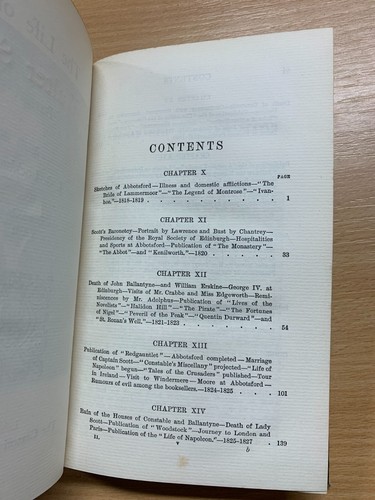 CONTENTS
CHAPTER X
PAGE
Sketches of Abbotsford—Illness and domestic afflictions—"The
Bride of Lammermoor"—"The Legend of Montrose"—"Ivan-
hoe."—1818-1819 . . . . . . . . . . 1
CHAPTER XI
Scott's Baronetcy—Portrait by Lawrence and Bust by Chantrey—
Presidency of the Royal Society of Edinburgh—Hospitalities
and Sports at Abbotsford—Publication of "The Monastery"—
"The Abbot"—and "Kenilworth."—1820 . . . . . 33
CHAPTER XII
Death of John Ballantyne—and William Erskine—George IV. at
Edinburgh—Visits of Mr. Crabbe and Miss Edgeworth—Remi-
niscences by Mr. Adolphus—Publication of "Lives of the
Novelists"—"Halidon Hill"—"The Pirate"—"The Fortunes
of Nigel"—"Peveril of the Peak"—"Quentin Durward"—and
"St. Ronan's Well."—1821-1823 . . . . . . . 54
CHAPTER XIII
Publication of "Redgauntlet"—Abbotsford completed—Marriage
of Captain Scott—"Constable's Miscellany" projected—"Life of
Napoleon" begun—"Tales of the Crusaders" published—Tour
in Ireland—Visit to Windermere—Moore at Abbotsford—
Rumours of evil among the booksellers.—1824-1825 . . . 101
CHAPTER XIV
Ruin of the Houses of Constable and Ballantyne—Death of Lady
Scott—Publication of "Woodstock"—Journey to London and
Paris—Publication of the "Life of Napoleon."—1825-1827 . 139
II. v b